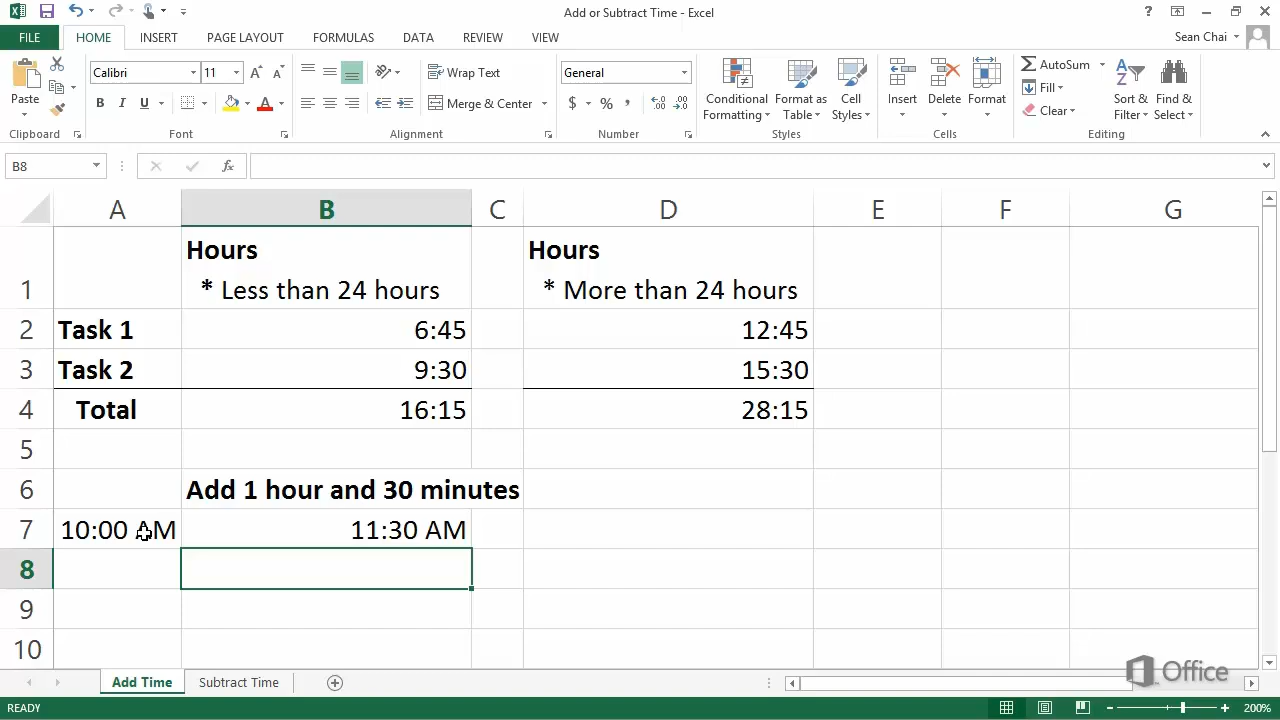 Add or Subtract Time - Excel
?
FILE HOME INSERT PAGE LAYOUT FORMULAS DATA REVIEW VIEW
Sean Chai
Paste
Calibri 11
B I U
A A A
Wrap Text
Merge & Center
General
$ % ,
Conditional Formatting
Format as Table
Cell Styles
Insert Delete Format
AutoSum
Fill
Clear
Sort & Filter
Find & Select
Clipboard Font Alignment Number Styles Cells Editing
B8 fx
A B C D E F G
Hours Hours
1 * Less than 24 hours * More than 24 hours
2 Task 1 6:45 12:45
3 Task 2 9:30 15:30
4 Total 16:15 28:15
5
6 Add 1 hour and 30 minutes
7 10:00 AM 11:30 AM
8
9
10
Add Time Subtract Time
Office
READY 200%